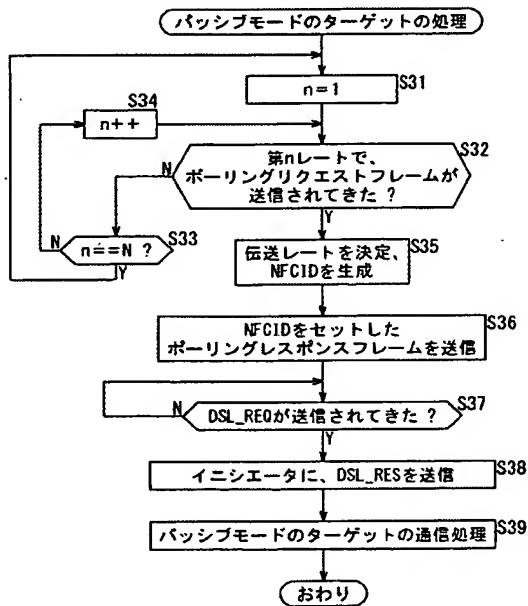 パッシブモードのターゲットの処理
S31
n=1
S34
n++
S32
第nレートで、
ポーリングリクエストフレームが
送信されてきた ?
N
Y
S33
n==N ?
N
Y
S35
伝送レートを決定、
NFCIDを生成
S36
NFCIDをセットした
ポーリングレスポンスフレームを送信
S37
DSL_REQが送信されてきた ?
N
Y
S38
イニシエータに、DSL_RESを送信
S39
パッシブモードのターゲットの通信処理
おわり